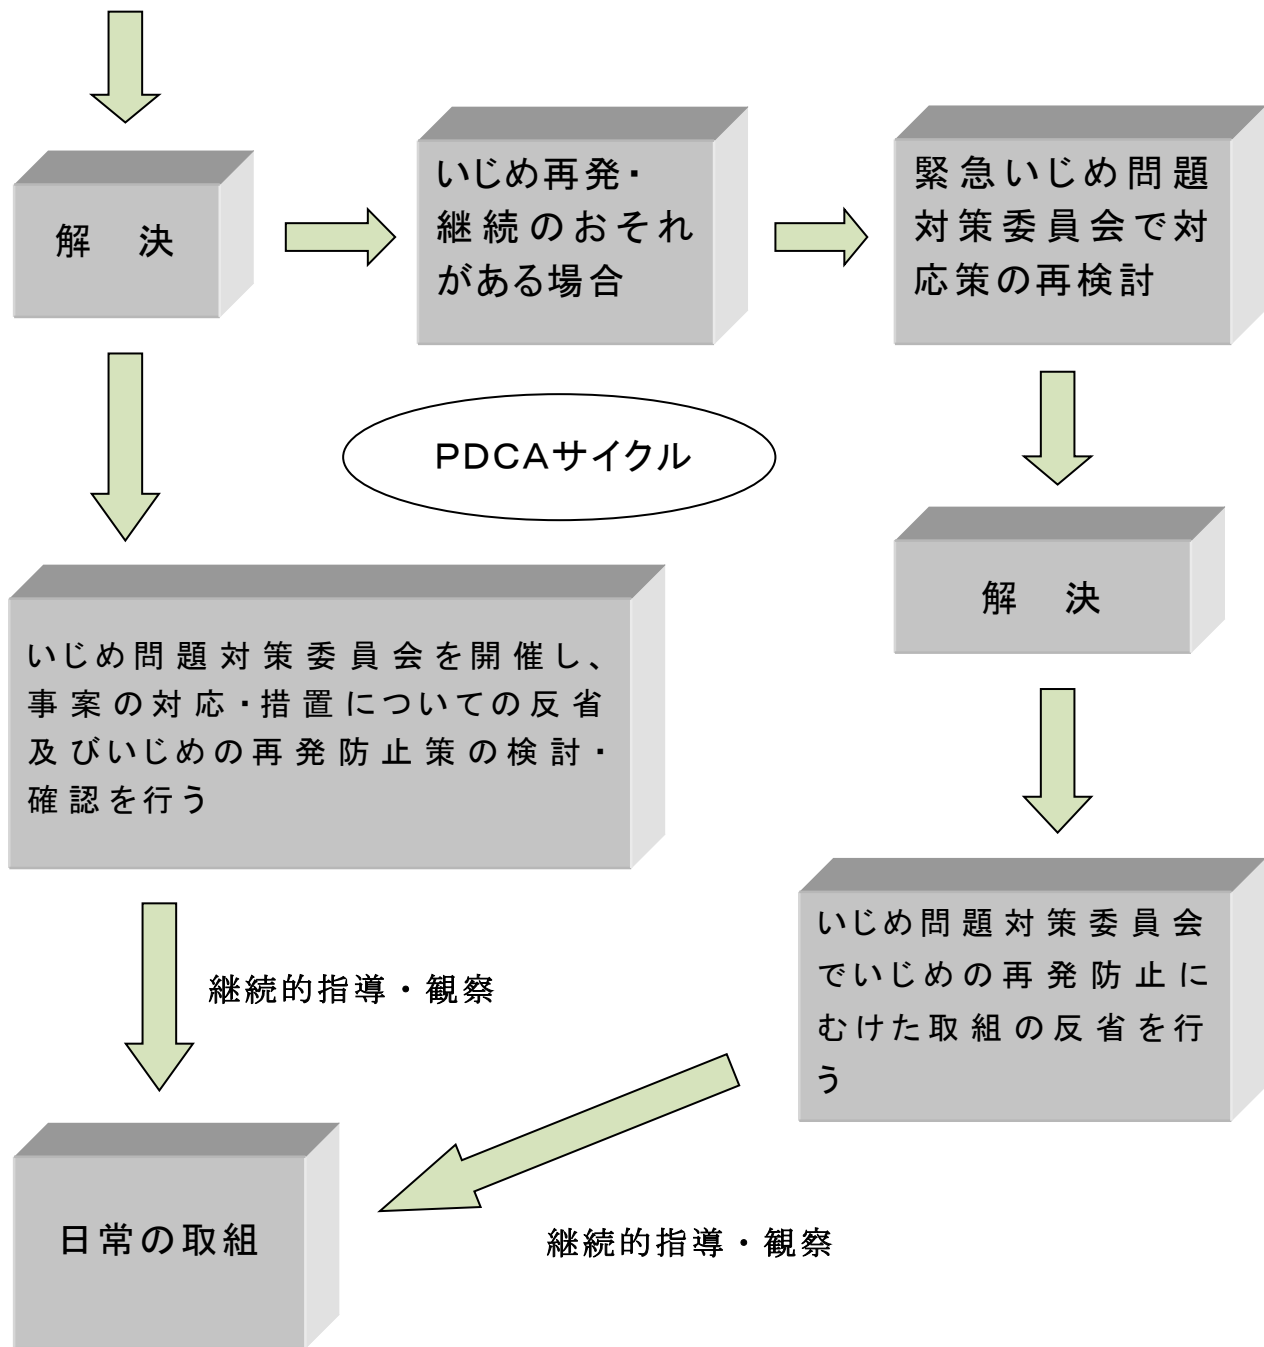 解　決
いじめ再発・
継続のおそれ
がある場合
緊急いじめ問題
対策委員会で対
応策の再検討
PDCAサイクル
解　決
いじめ問題対策委員会を開催し、
事案の対応・措置についての反省
及びいじめの再発防止策の検討・
確認を行う
いじめ問題対策委員会
でいじめの再発防止に
むけた取組の反省を行
う
継続的指導・観察
日常の取組
継続的指導・観察